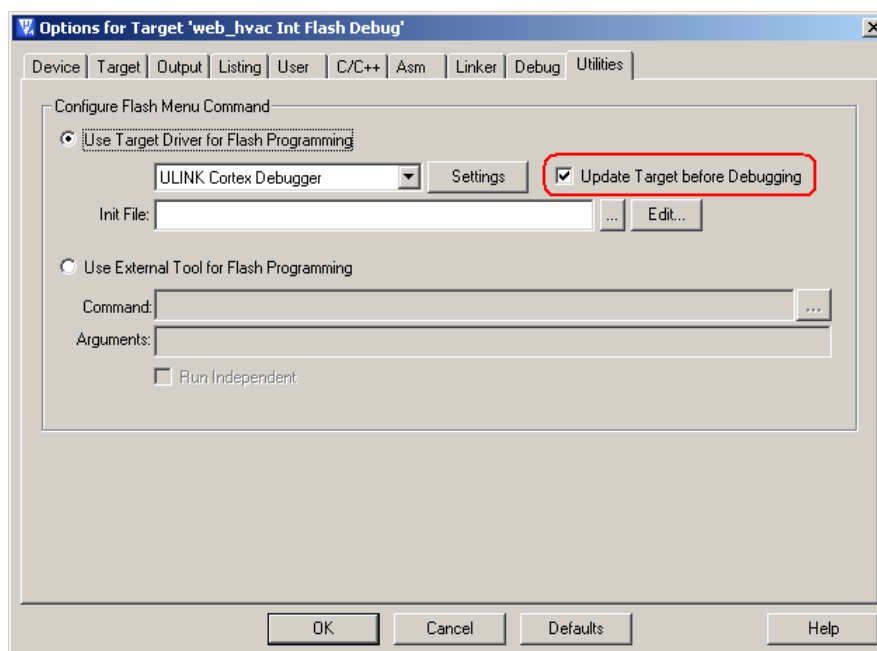 Options for Target 'web_hvac Int Flash Debug'
Device Target Output Listing User C/C++ Asm Linker Debug Utilities
Configure Flash Menu Command
Use Target Driver for Flash Programming
ULINK Cortex Debugger Settings Update Target before Debugging
Init File: ... Edit...
Use External Tool for Flash Programming
Command: ...
Arguments:
Run Independent
OK Cancel Defaults Help